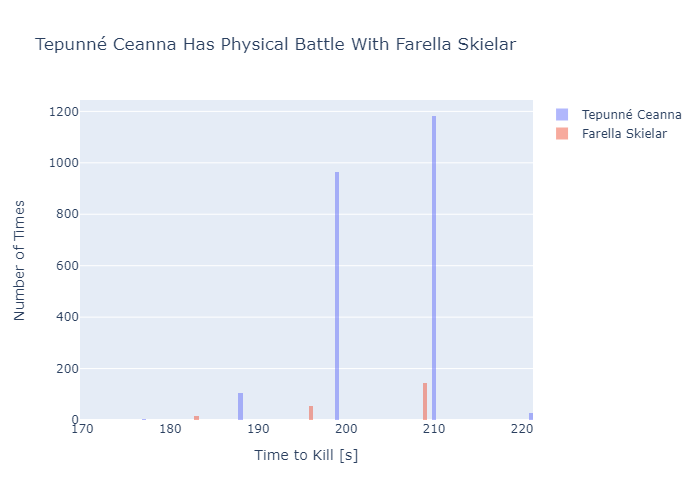 Tepunné Ceanna Has Physical Battle With Farella Skielar
1200
1000
800
600
400
200
0
170
180
190
200
210
220
Number of Times
Time to Kill [s]
Tepunné Ceanna
Farella Skielar